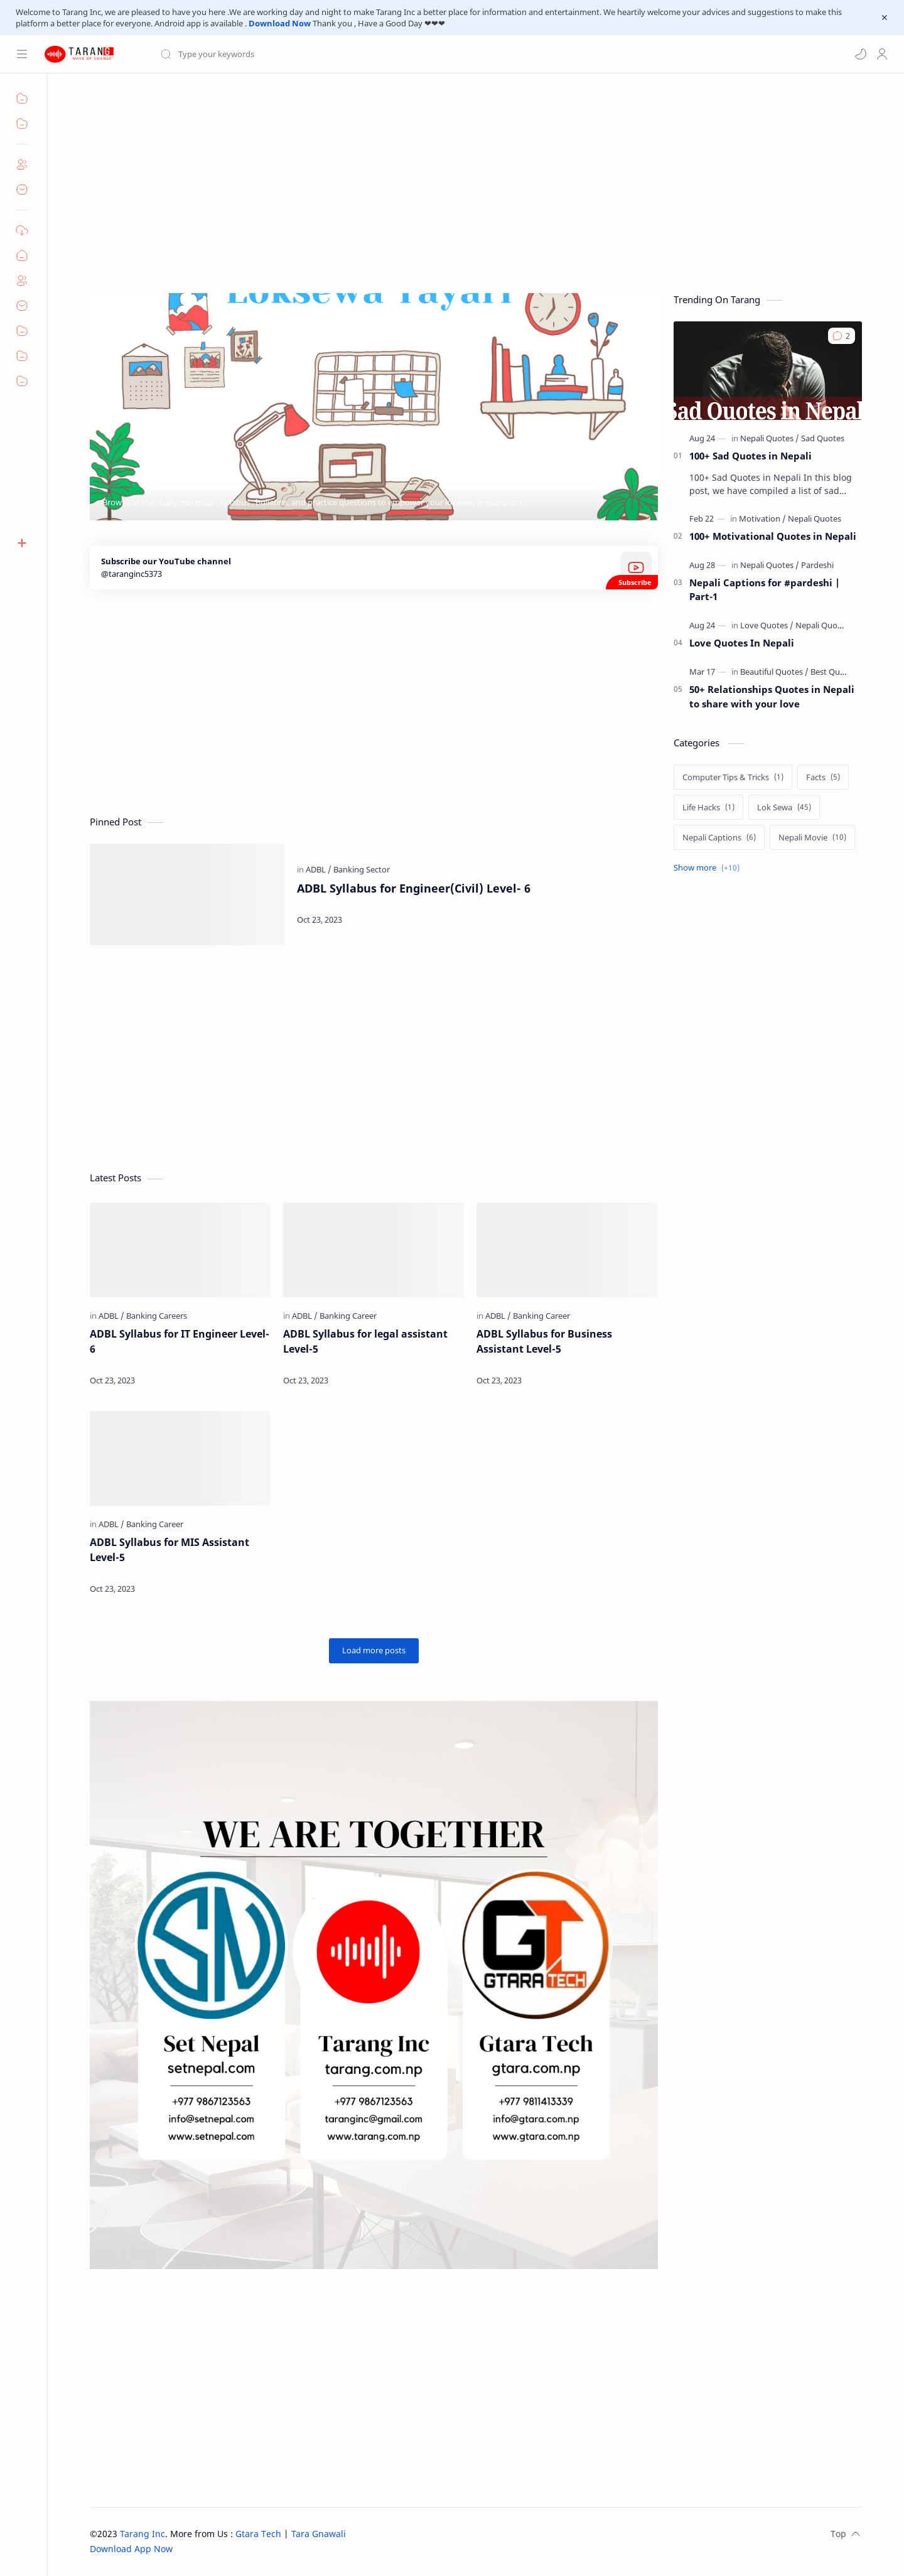 Welcome to Tarang Inc, we are pleased to have you here .We are working day and night to make Tarang Inc a better place for information and entertainment. We heartily welcome your advices and suggestions to make this
platform a better place for everyone. Android app is available . Download Now Thank you , Have a Good Day ❤❤❤
TARANG
WAVE OF CHANGE
Type your keywords
Loksewa Tayari
Subscribe our YouTube channel
@taranginc5373
Subscribe
Pinned Post
in ADBL / Banking Sector
ADBL Syllabus for Engineer(Civil) Level- 6
Oct 23, 2023
Latest Posts
in ADBL / Banking Careers
ADBL Syllabus for IT Engineer Level-
6
Oct 23, 2023
in ADBL / Banking Career
ADBL Syllabus for legal assistant
Level-5
Oct 23, 2023
in ADBL / Banking Career
ADBL Syllabus for Business
Assistant Level-5
Oct 23, 2023
in ADBL / Banking Career
ADBL Syllabus for MIS Assistant
Level-5
Oct 23, 2023
Load more posts
WE ARE TOGETHER
SN
Set Nepal
setnepal.com
+977 9867123563
info@setnepal.com
www.setnepal.com
Tarang Inc
tarang.com.np
+977 9867123563
taranginc@gmail.com
www.tarang.com.np
GT
GTARA TECH
Gtara Tech
gtara.com.np
+977 9811413339
info@gtara.com.np
www.gtara.com.np
Trending On Tarang
2
Sad Quotes in Nepal
Aug 24 — in Nepali Quotes / Sad Quotes
01 100+ Sad Quotes in Nepali
100+ Sad Quotes in Nepali In this blog
post, we have compiled a list of sad…
Feb 22 — in Motivation / Nepali Quotes
02 100+ Motivational Quotes in Nepali
Aug 28 — in Nepali Quotes / Pardeshi
03 Nepali Captions for #pardeshi |
Part-1
Aug 24 — in Love Quotes / Nepali Quo…
04 Love Quotes In Nepali
Mar 17 — in Beautiful Quotes / Best Qu…
05 50+ Relationships Quotes in Nepali
to share with your love
Categories
Computer Tips & Tricks (1) Facts (5)
Life Hacks (1) Lok Sewa (45)
Nepali Captions (6) Nepali Movie (10)
Show more (+10)
©2023 Tarang Inc. More from Us : Gtara Tech | Tara Gnawali
Download App Now
Top